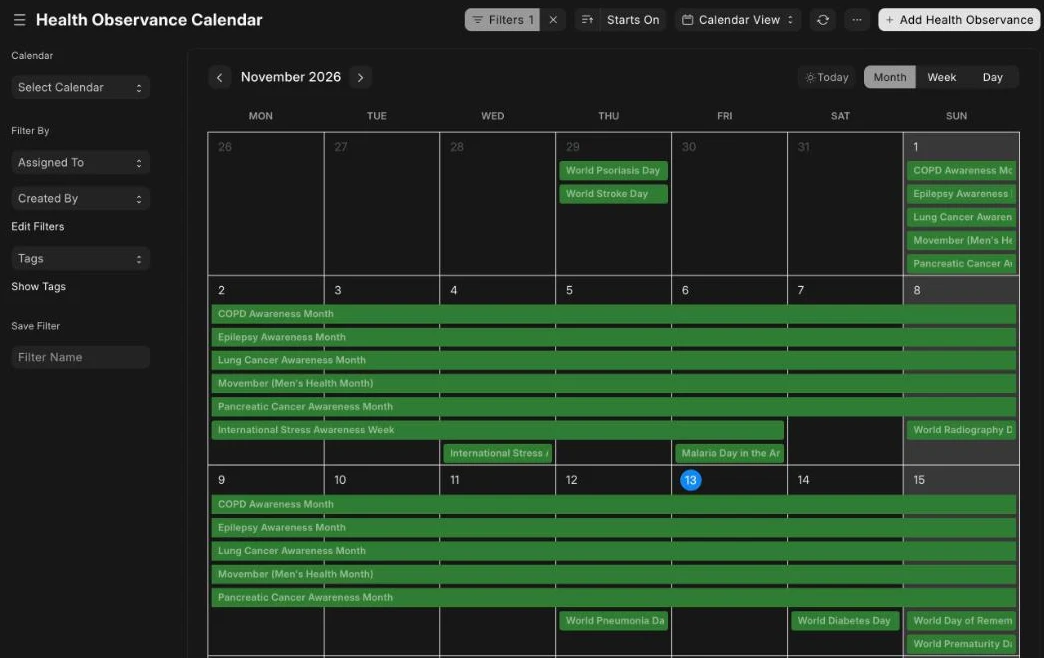 Health Observance Calendar
Filters 1
Starts On
Calendar View
...
+ Add Health Observance
Calendar
Select Calendar
Filter By
Assigned To
Created By
Edit Filters
Tags
Show Tags
Save Filter
Filter Name
November 2026
Today
Month Week Day
MON TUE WED THU FRI SAT SUN
26 27 28 29 30 31 1
World Psoriasis Day
World Stroke Day
COPD Awareness Mo
Epilepsy Awareness
Lung Cancer Awaren
Movember (Men's He
Pancreatic Cancer A
2 3 4 5 6 7 8
COPD Awareness Month
Epilepsy Awareness Month
Lung Cancer Awareness Month
Movember (Men's Health Month)
Pancreatic Cancer Awareness Month
International Stress Awareness Week World Radiography D
International Stress Malaria Day in the Am
9 10 11 12 13 14 15
COPD Awareness Month
Epilepsy Awareness Month
Lung Cancer Awareness Month
Movember (Men's Health Month)
Pancreatic Cancer Awareness Month
World Pneumonia Da World Diabetes Day World Day of Remem
World Prematurity Da